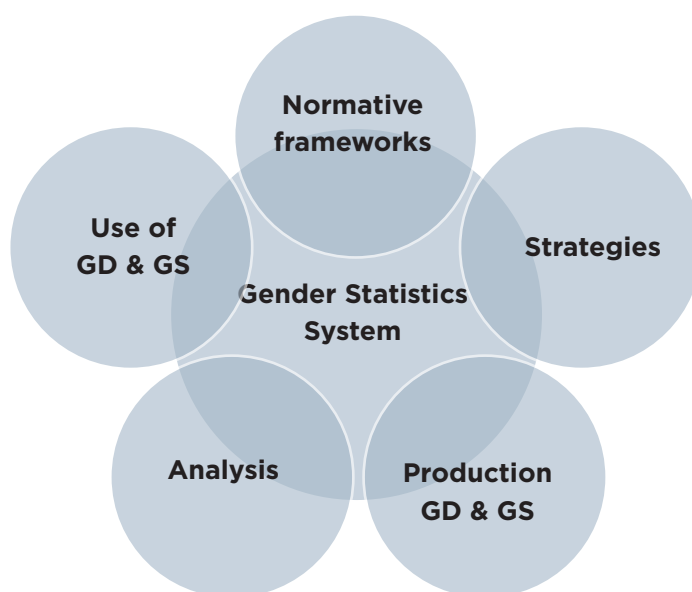 Normative
frameworks
Use of
GD & GS
Strategies
Gender Statistics
System
Analysis
Production
GD & GS